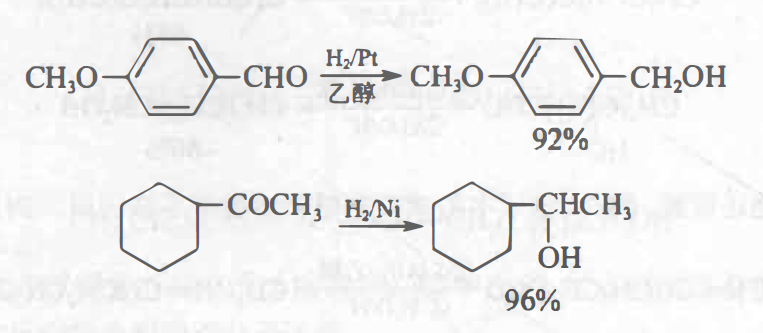 CH₃O CHO H₂/Pt 乙醇 CH₃O CH₂OH
92%
COCH₃ H₂/Ni CHCH₃
OH
96%